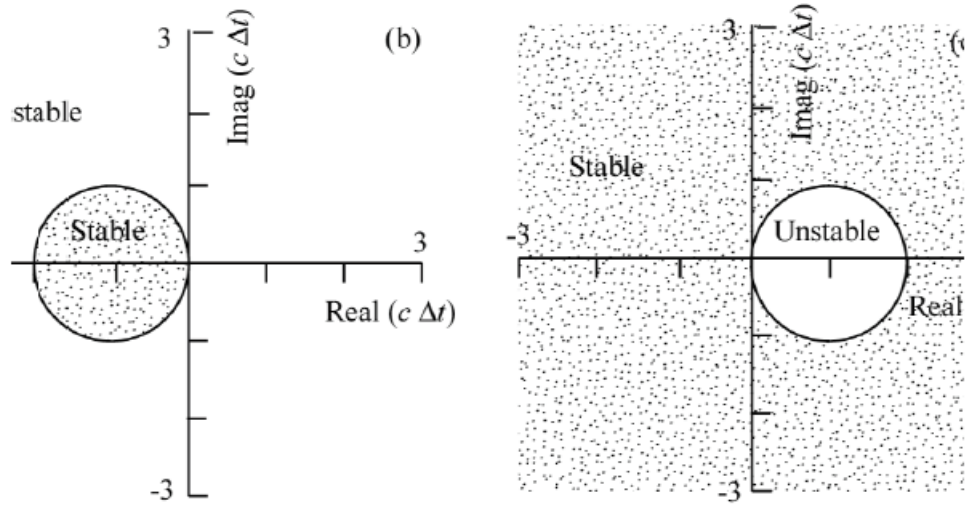 3
Imag (c Δt)
(b)
stable
Stable
3
Real (c Δt)
-3
3
Imag (c Δt)
Stable
-3
Unstable
Real
-3